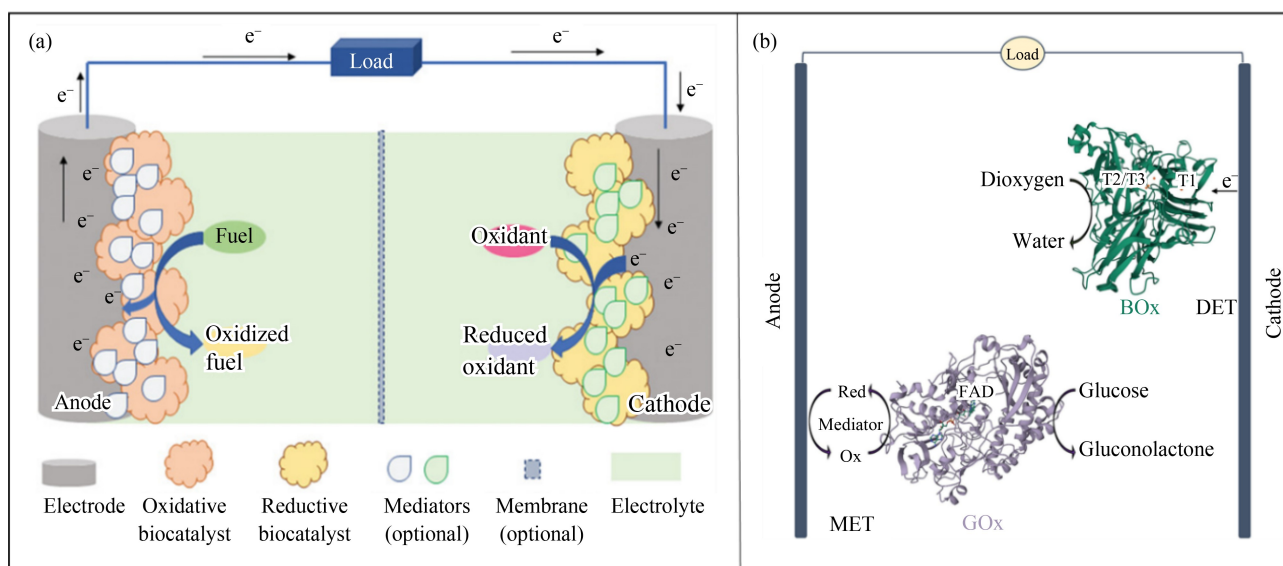 (a)
e⁻
e⁻
Load
e⁻
e⁻
e⁻
e⁻
e⁻
e⁻
e⁻
e⁻
Fuel
Oxidized
fuel
Anode
Oxidant
Reduced
oxidant
e⁻
e⁻
e⁻
e⁻
Cathode
Electrode
Oxidative
biocatalyst
Reductive
biocatalyst
Mediators
(optional)
Membrane
(optional)
Electrolyte
(b)
Load
Dioxygen
Water
T2/T3
T1
e⁻
BOx
DET
Anode
Cathode
Red
Mediator
Ox
FAD
Glucose
Gluconolactone
MET
GOx